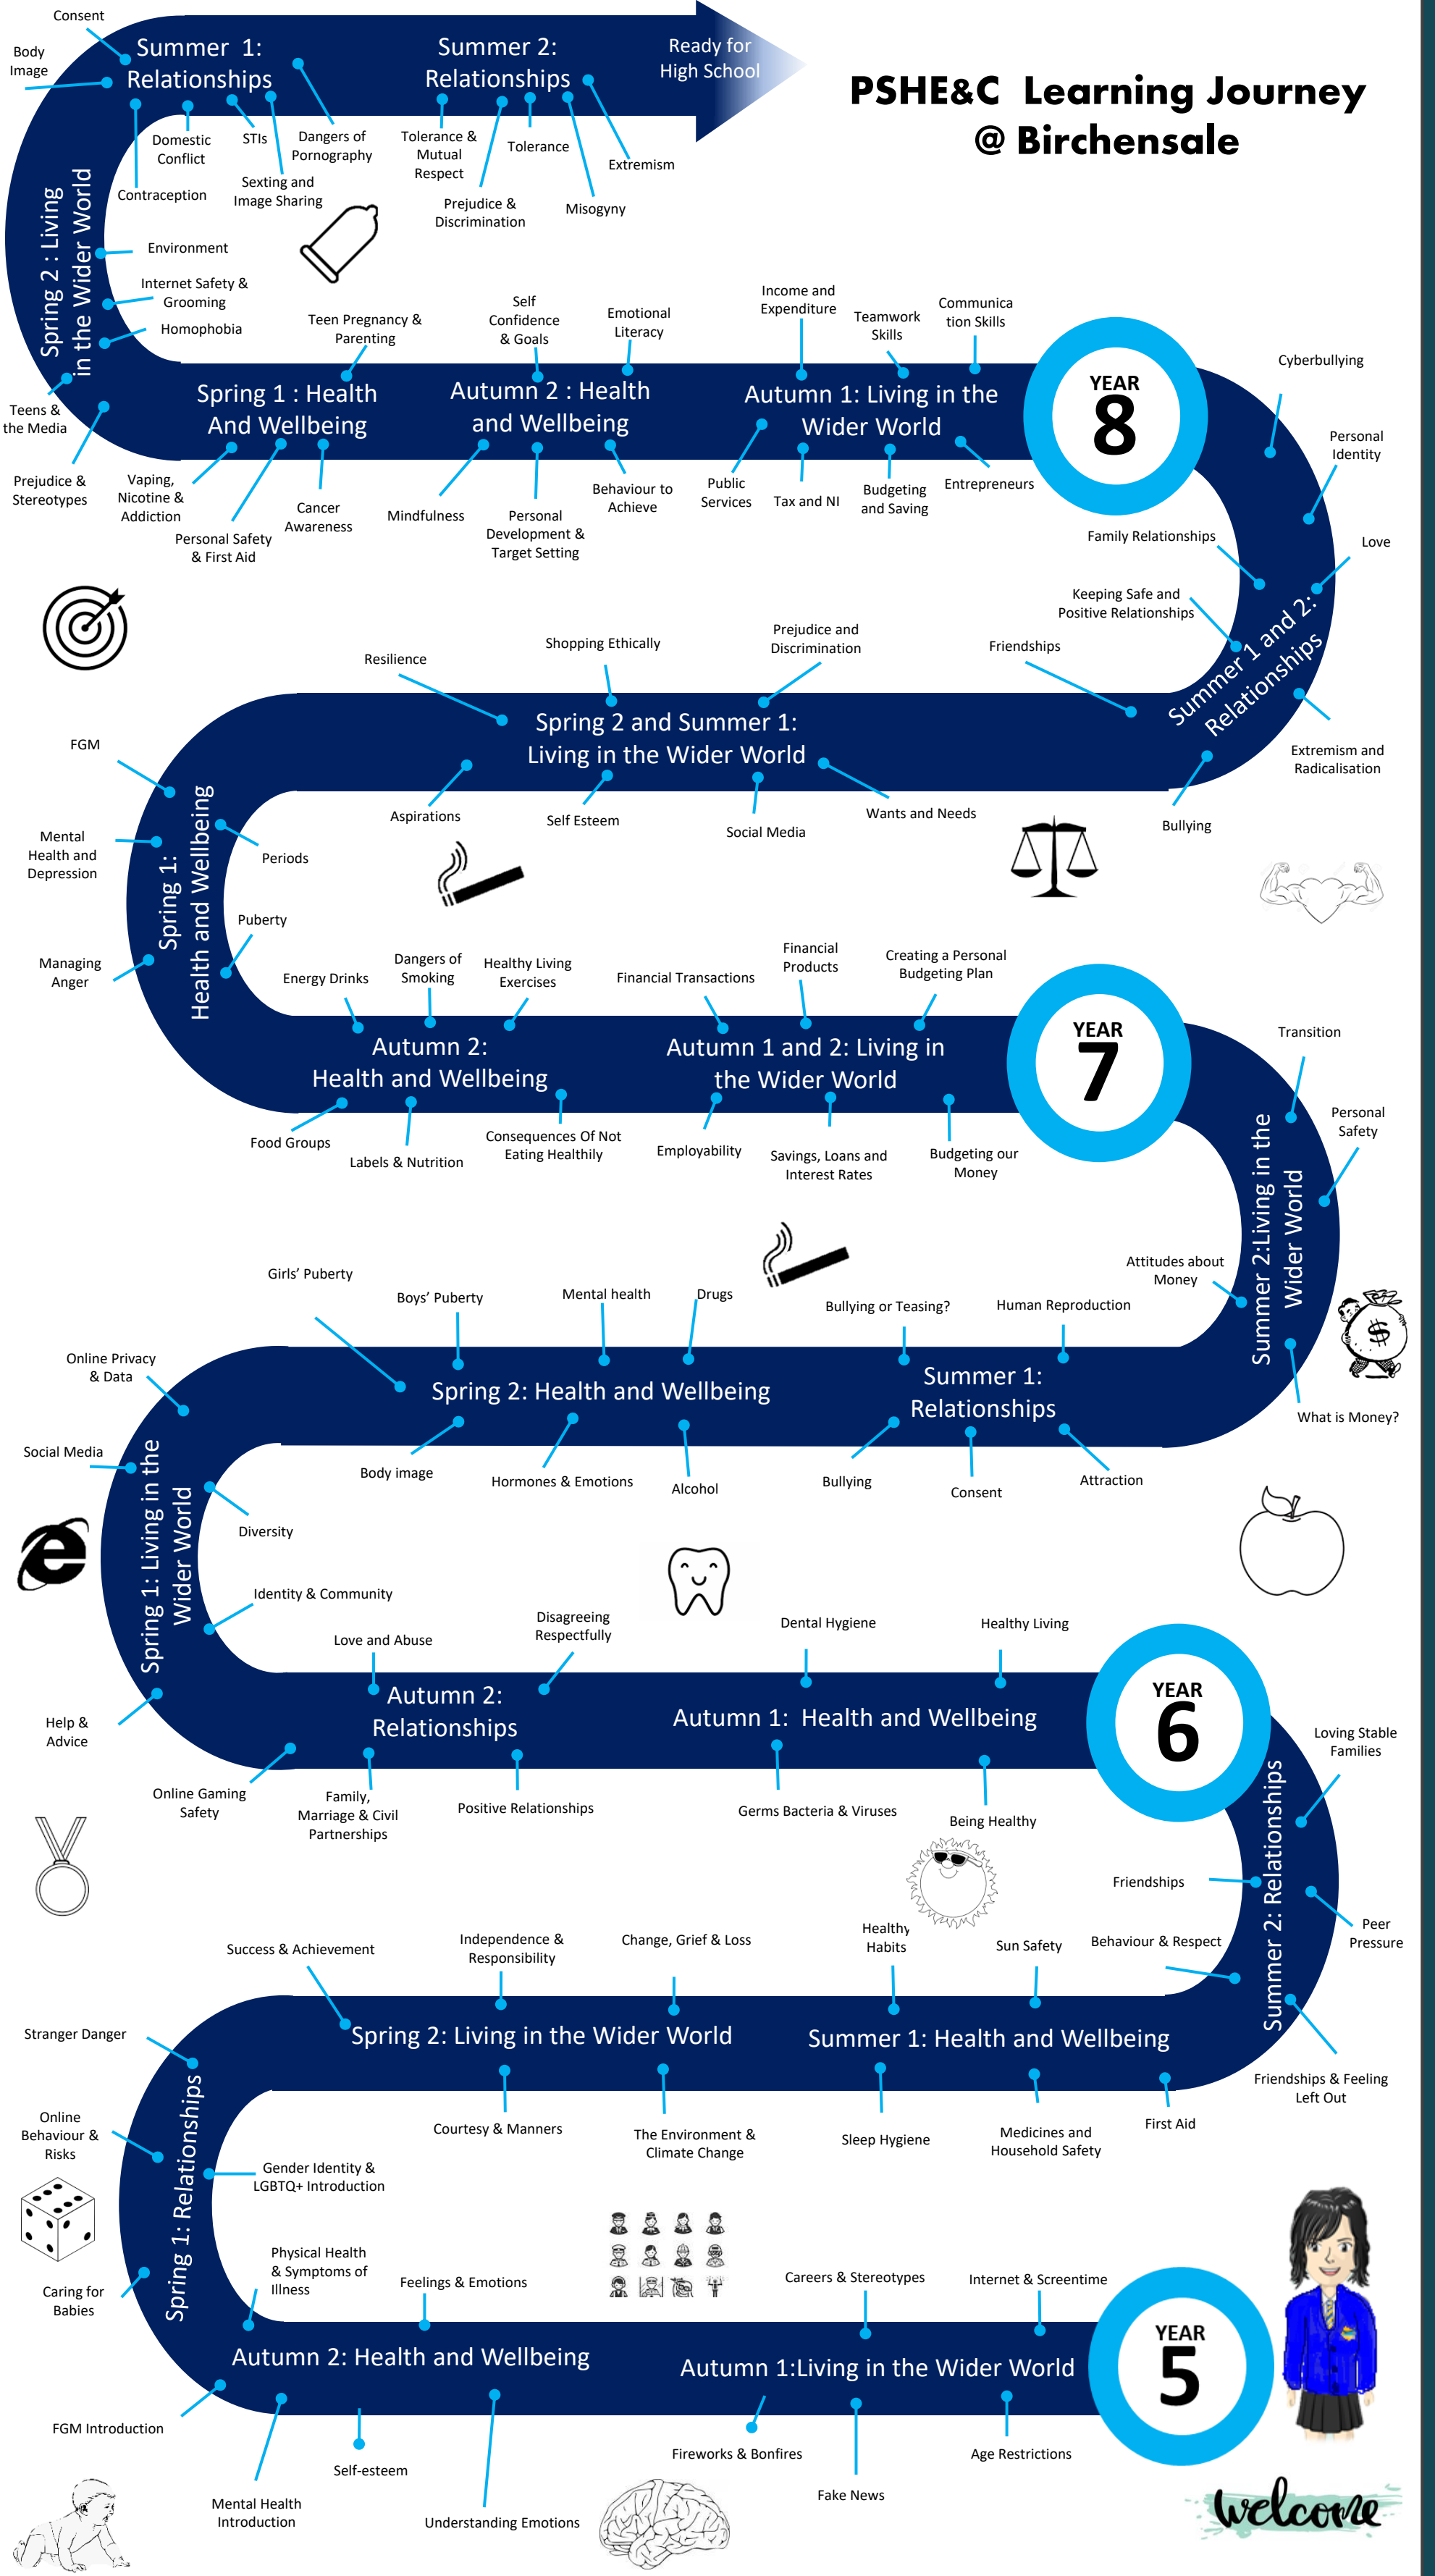 Consent
Body
Image
Summer 1:
Relationships
Summer 2:
Relationships
Ready for
High School
PSHE&C Learning Journey
@ Birchensale
Domestic
Conflict
STIs
Dangers of
Pornography
Contraception
Sexting and
Image Sharing
Tolerance &
Mutual
Respect
Tolerance
Extremism
Prejudice &
Discrimination
Misogyny
Spring 2 : Living
in the Wider World
Environment
Internet Safety &
Grooming
Homophobia
Teens &
the Media
Prejudice &
Stereotypes
Teen Pregnancy &
Parenting
Self
Confidence
& Goals
Emotional
Literacy
Income and
Expenditure
Teamwork
Skills
Communica
tion Skills
Spring 1 : Health
And Wellbeing
Autumn 2 : Health
and Wellbeing
Autumn 1: Living in the
Wider World
YEAR
8
Vaping,
Nicotine &
Addiction
Personal Safety
& First Aid
Cancer
Awareness
Mindfulness
Personal
Development &
Target Setting
Behaviour to
Achieve
Public
Services
Tax and NI
Budgeting
and Saving
Entrepreneurs
Cyberbullying
Personal
Identity
Family Relationships
Love
Keeping Safe and
Positive Relationships
Friendships
Summer 1 and 2:
Relationships
Extremism and
Radicalisation
Bullying
Resilience
Shopping Ethically
Prejudice and
Discrimination
Spring 2 and Summer 1:
Living in the Wider World
Aspirations
Self Esteem
Social Media
Wants and Needs
FGM
Mental
Health and
Depression
Managing
Anger
Spring 1:
Health and Wellbeing
Periods
Puberty
Energy Drinks
Dangers of
Smoking
Healthy Living
Exercises
Financial Transactions
Financial
Products
Creating a Personal
Budgeting Plan
Autumn 2:
Health and Wellbeing
Autumn 1 and 2: Living in
the Wider World
YEAR
7
Food Groups
Labels & Nutrition
Consequences Of Not
Eating Healthily
Employability
Savings, Loans and
Interest Rates
Budgeting our
Money
Transition
Personal
Safety
Summer 2:Living in the
Wider World
Attitudes about
Money
$
What is Money?
Girls' Puberty
Boys' Puberty
Mental health
Drugs
Bullying or Teasing?
Human Reproduction
Spring 2: Health and Wellbeing
Summer 1:
Relationships
Body image
Hormones & Emotions
Alcohol
Bullying
Consent
Attraction
Online Privacy
& Data
Social Media
Spring 1: Living in the
Wider World
Diversity
Identity & Community
Help &
Advice
Love and Abuse
Disagreeing
Respectfully
Dental Hygiene
Healthy Living
Autumn 2:
Relationships
Autumn 1: Health and Wellbeing
YEAR
6
Online Gaming
Safety
Family,
Marriage & Civil
Partnerships
Positive Relationships
Germs Bacteria & Viruses
Being Healthy
Loving Stable
Families
Friendships
Peer
Pressure
Behaviour & Respect
Summer 2: Relationships
Friendships & Feeling
Left Out
Success & Achievement
Independence &
Responsibility
Change, Grief & Loss
Healthy
Habits
Sun Safety
Spring 2: Living in the Wider World
Summer 1: Health and Wellbeing
Courtesy & Manners
The Environment &
Climate Change
Sleep Hygiene
Medicines and
Household Safety
First Aid
Stranger Danger
Online
Behaviour &
Risks
Spring 1: Relationships
Gender Identity &
LGBTQ+ Introduction
Caring for
Babies
Physical Health
& Symptoms of
Illness
Feelings & Emotions
Careers & Stereotypes
Internet & Screentime
Autumn 2: Health and Wellbeing
Autumn 1:Living in the Wider World
YEAR
5
FGM Introduction
Mental Health
Introduction
Self-esteem
Understanding Emotions
Fireworks & Bonfires
Fake News
Age Restrictions
welcome